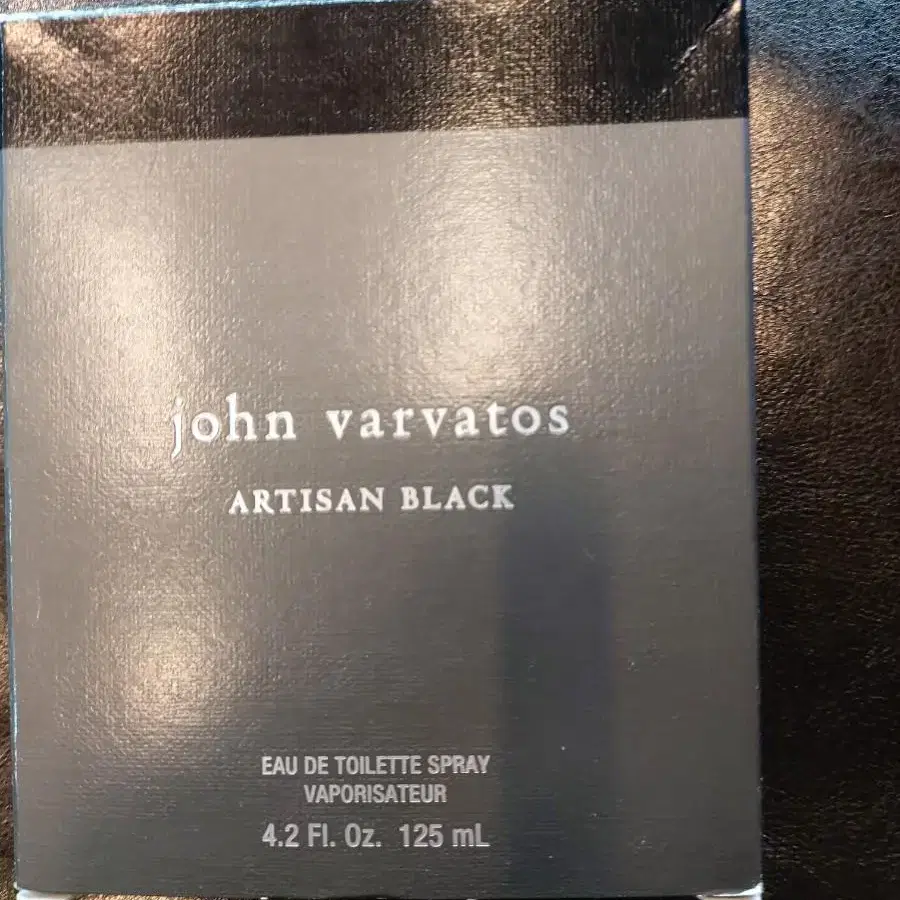 john varvatos
ARTISAN BLACK
EAU DE TOILETTE SPRAY
VAPORISATEUR
4.2 Fl. Oz. 125 mL